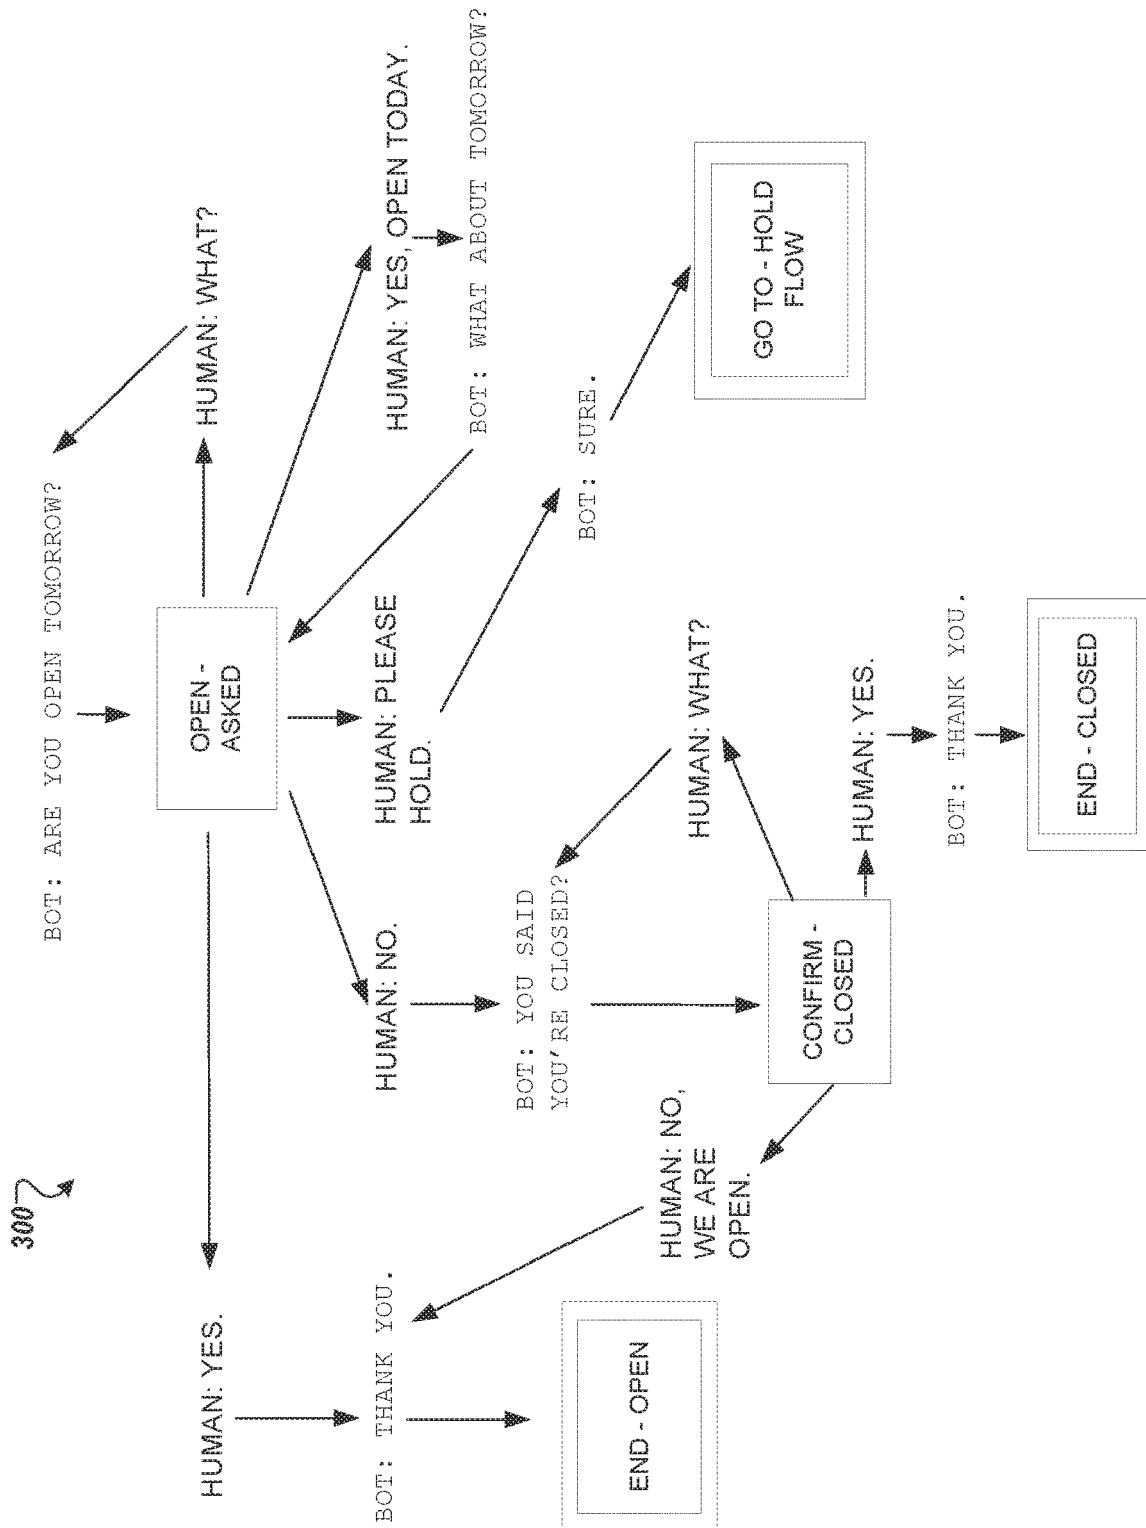 300
BOT: ARE YOU OPEN TOMORROW?
OPEN -
ASKED
HUMAN: YES.
HUMAN: WHAT?
HUMAN: NO.
HUMAN: PLEASE
HOLD.
HUMAN: YES, OPEN TODAY.
BOT: THANK YOU.
BOT: YOU SAID
YOU'RE CLOSED?
BOT: WHAT ABOUT TOMORROW?
BOT: SURE.
END - OPEN
HUMAN: NO,
WE ARE
OPEN.
HUMAN: WHAT?
GO TO - HOLD
FLOW
CONFIRM -
CLOSED
HUMAN: YES.
BOT: THANK YOU.
END - CLOSED